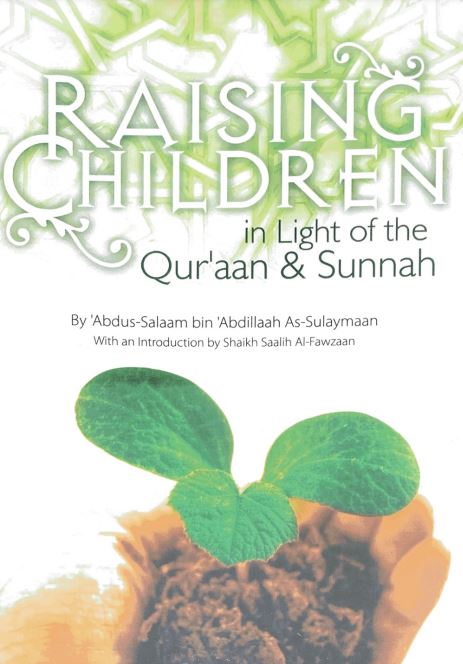 RAISING
CHILDREN
in Light of the
Qur'aan & Sunnah
By 'Abdus-Salaam bin 'Abdillaah As-Sulaymaan
With an Introduction by Shaikh Saalih Al-Fawzaan